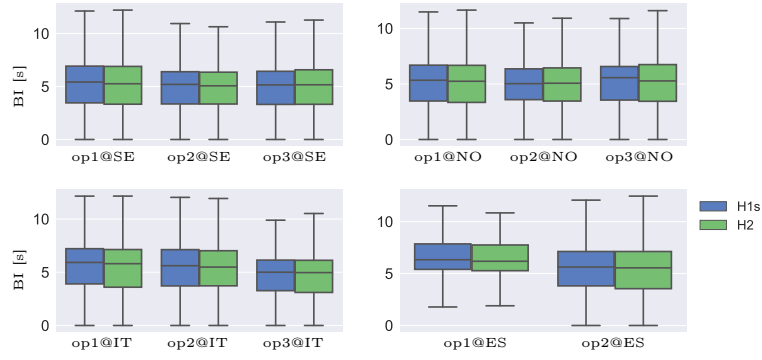 BI [s]
10
5
0
op1@SE op2@SE op3@SE
10
5
0
op1@NO op2@NO op3@NO
BI [s]
10
5
0
op1@IT op2@IT op3@IT
10
5
0
op1@ES op2@ES
H1s
H2